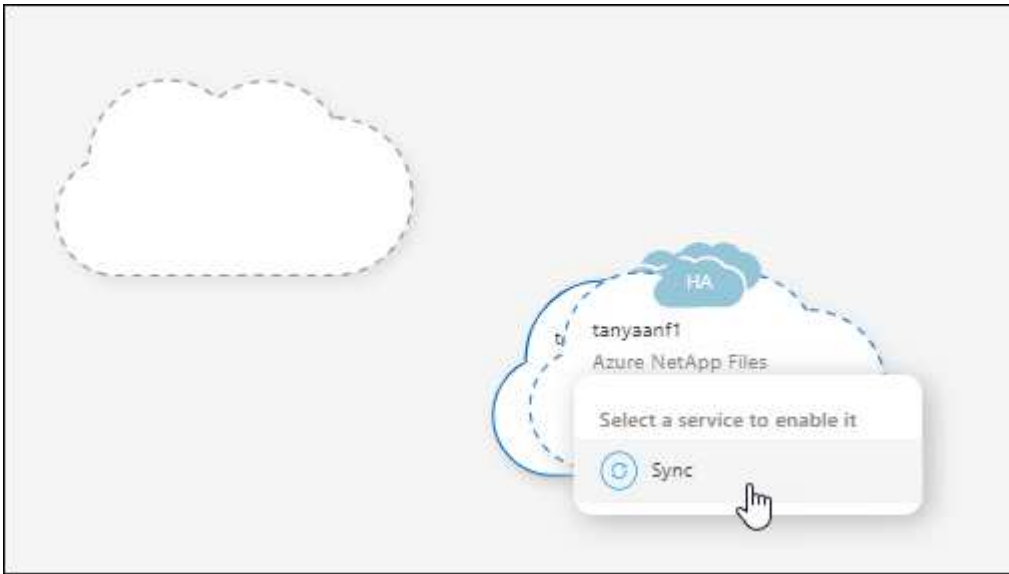 HA
tanyaanf1
Azure NetApp Files
Select a service to enable it
Sync